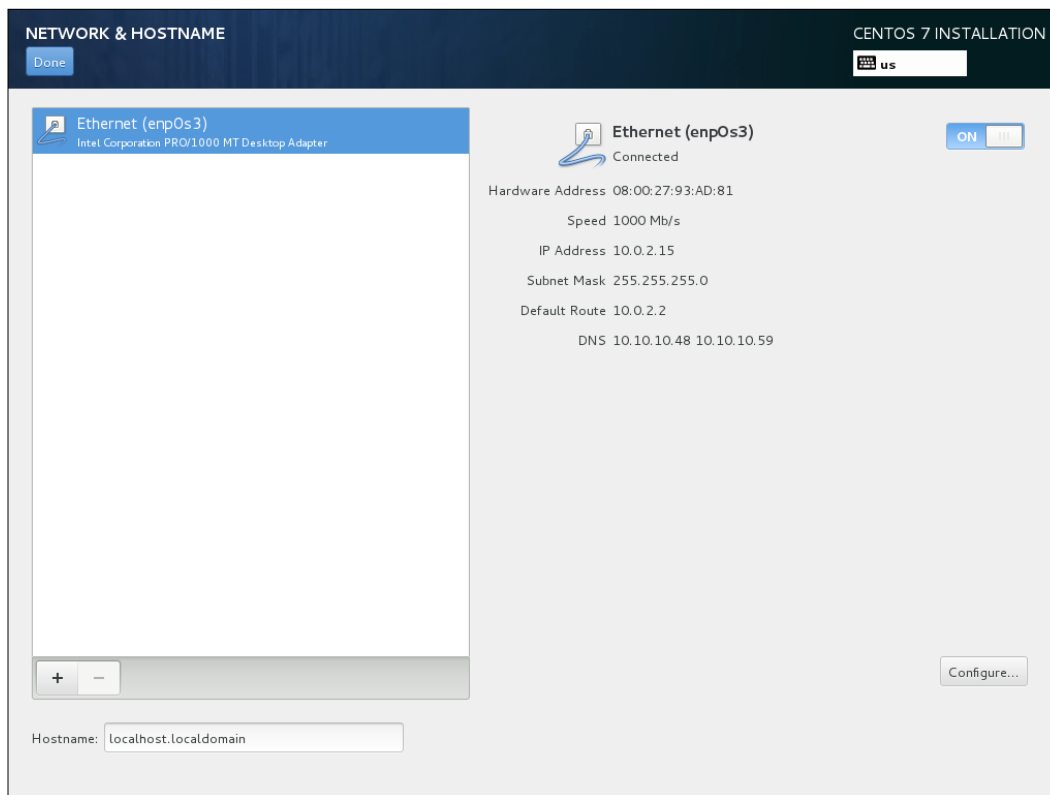 NETWORK & HOSTNAME
CENTOS 7 INSTALLATION
Done
us
Ethernet (enp0s3)
Intel Corporation PRO/1000 MT Desktop Adapter
Ethernet (enp0s3)
Connected
ON
Hardware Address 08:00:27:93:AD:81
Speed 1000 Mb/s
IP Address 10.0.2.15
Subnet Mask 255.255.255.0
Default Route 10.0.2.2
DNS 10.10.10.48 10.10.10.59
+ −
Configure...
Hostname: localhost.localdomain